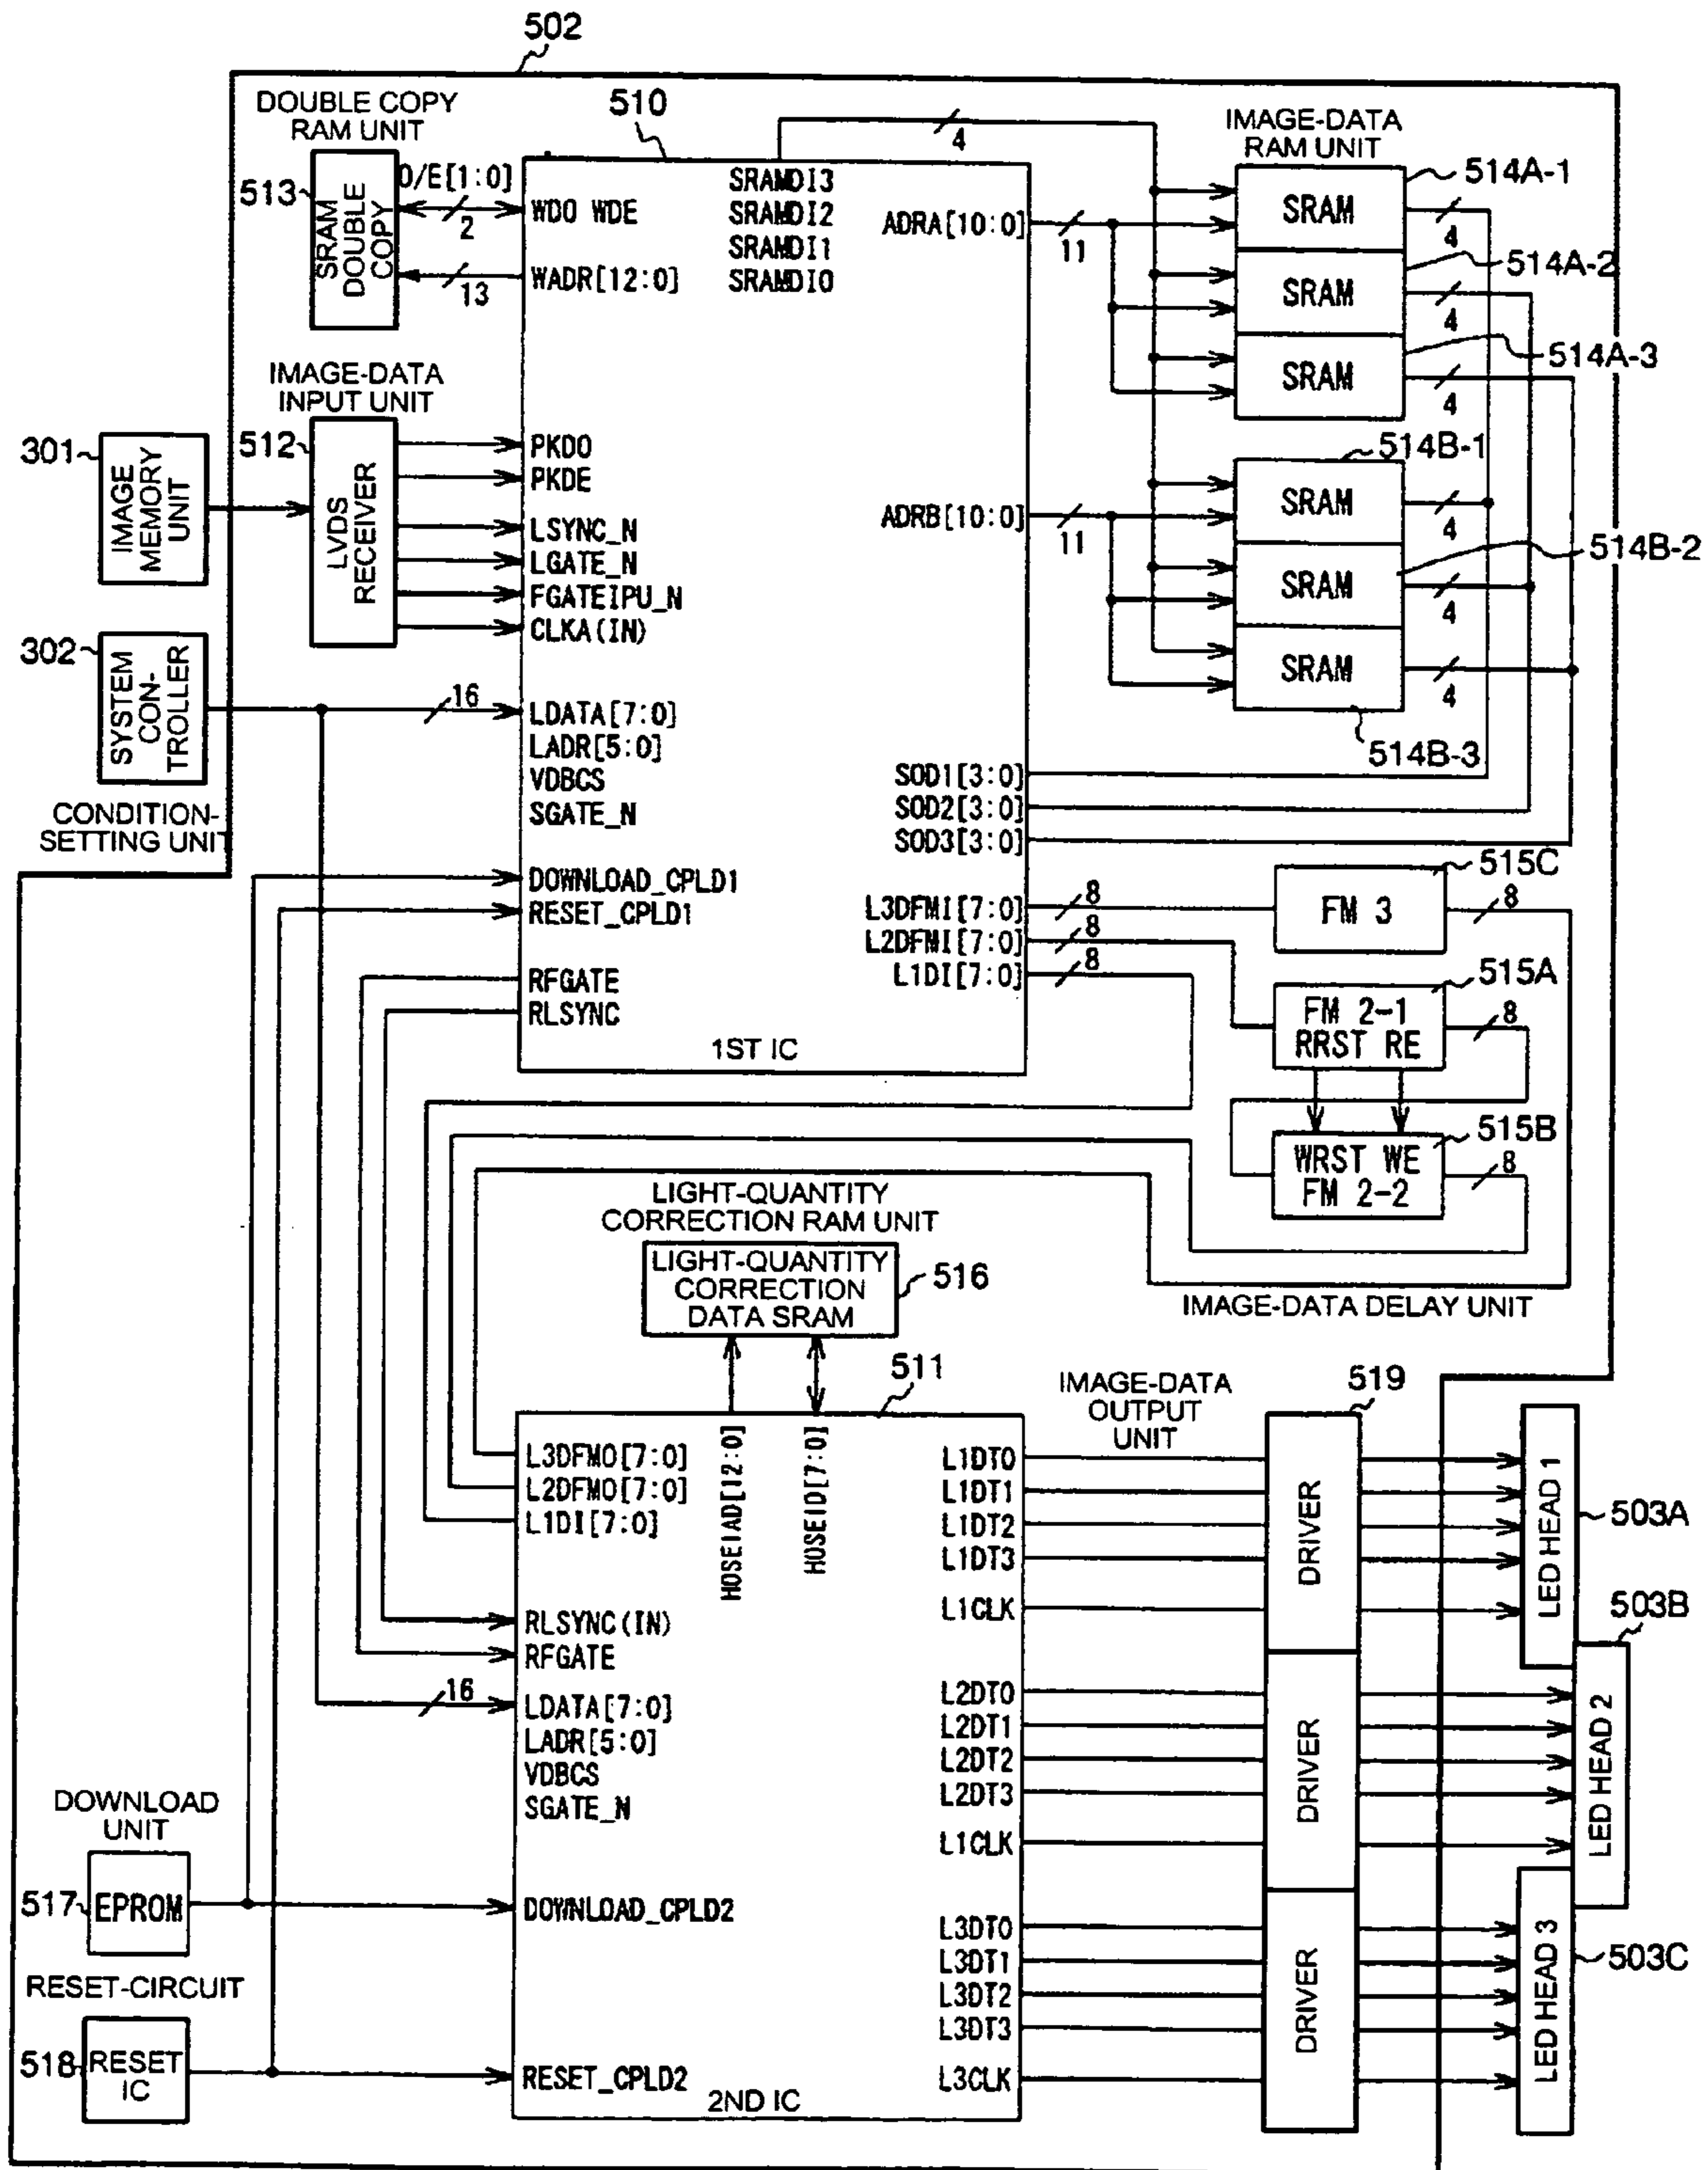 502
DOUBLE COPY
RAM UNIT
513
SRAM
DOUBLE
COPY
O/E[1:0]
2
13
510
WDO WDE
WADR[12:0]
SRAMDI3
SRAMDI2
SRAMDI1
SRAMDI0
4
ADRA[10:0]
11
IMAGE-DATA
RAM UNIT
SRAM
4
514A-1
SRAM
4
514A-2
SRAM
4
514A-3
301
IMAGE
MEMORY
UNIT
IMAGE-DATA
INPUT UNIT
512
LVDS
RECEIVER
PKDO
PKDE
LSYNC_N
LGATE_N
FGATEIPU_N
CLKA(IN)
ADRB[10:0]
11
514B-1
SRAM
4
514B-2
SRAM
4
SRAM
4
514B-3
302
SYSTEM
CON-
TROLLER
CONDITION-
SETTING UNIT
16
LDATA[7:0]
LADR[5:0]
VDBCS
SGATE_N
DOWNLOAD_CPLD1
RESET_CPLD1
RFGATE
RLSYNC
SOD1[3:0]
SOD2[3:0]
SOD3[3:0]
L3DFMI[7:0]
8
L2DFMI[7:0]
8
L1DI[7:0]
8
1ST IC
515C
FM 3
8
515A
FM 2-1
RRST RE
8
515B
WRST WE
FM 2-2
8
IMAGE-DATA DELAY UNIT
LIGHT-QUANTITY
CORRECTION RAM UNIT
LIGHT-QUANTITY
CORRECTION
DATA SRAM
516
511
L3DFMO[7:0]
L2DFMO[7:0]
L1DI[7:0]
HOSEIAD[12:0]
HOSEID[7:0]
RLSYNC(IN)
RFGATE
16
LDATA[7:0]
LADR[5:0]
VDBCS
SGATE_N
DOWNLOAD_CPLD2
RESET_CPLD2
2ND IC
IMAGE-DATA
OUTPUT
UNIT
519
L1DT0
L1DT1
L1DT2
L1DT3
L1CLK
L2DT0
L2DT1
L2DT2
L2DT3
L1CLK
L3DT0
L3DT1
L3DT2
L3DT3
L3CLK
DRIVER
DRIVER
DRIVER
LED HEAD 1
503A
503B
LED HEAD 2
LED HEAD 3
503C
DOWNLOAD
UNIT
517
EPROM
RESET-CIRCUIT
518
RESET
IC